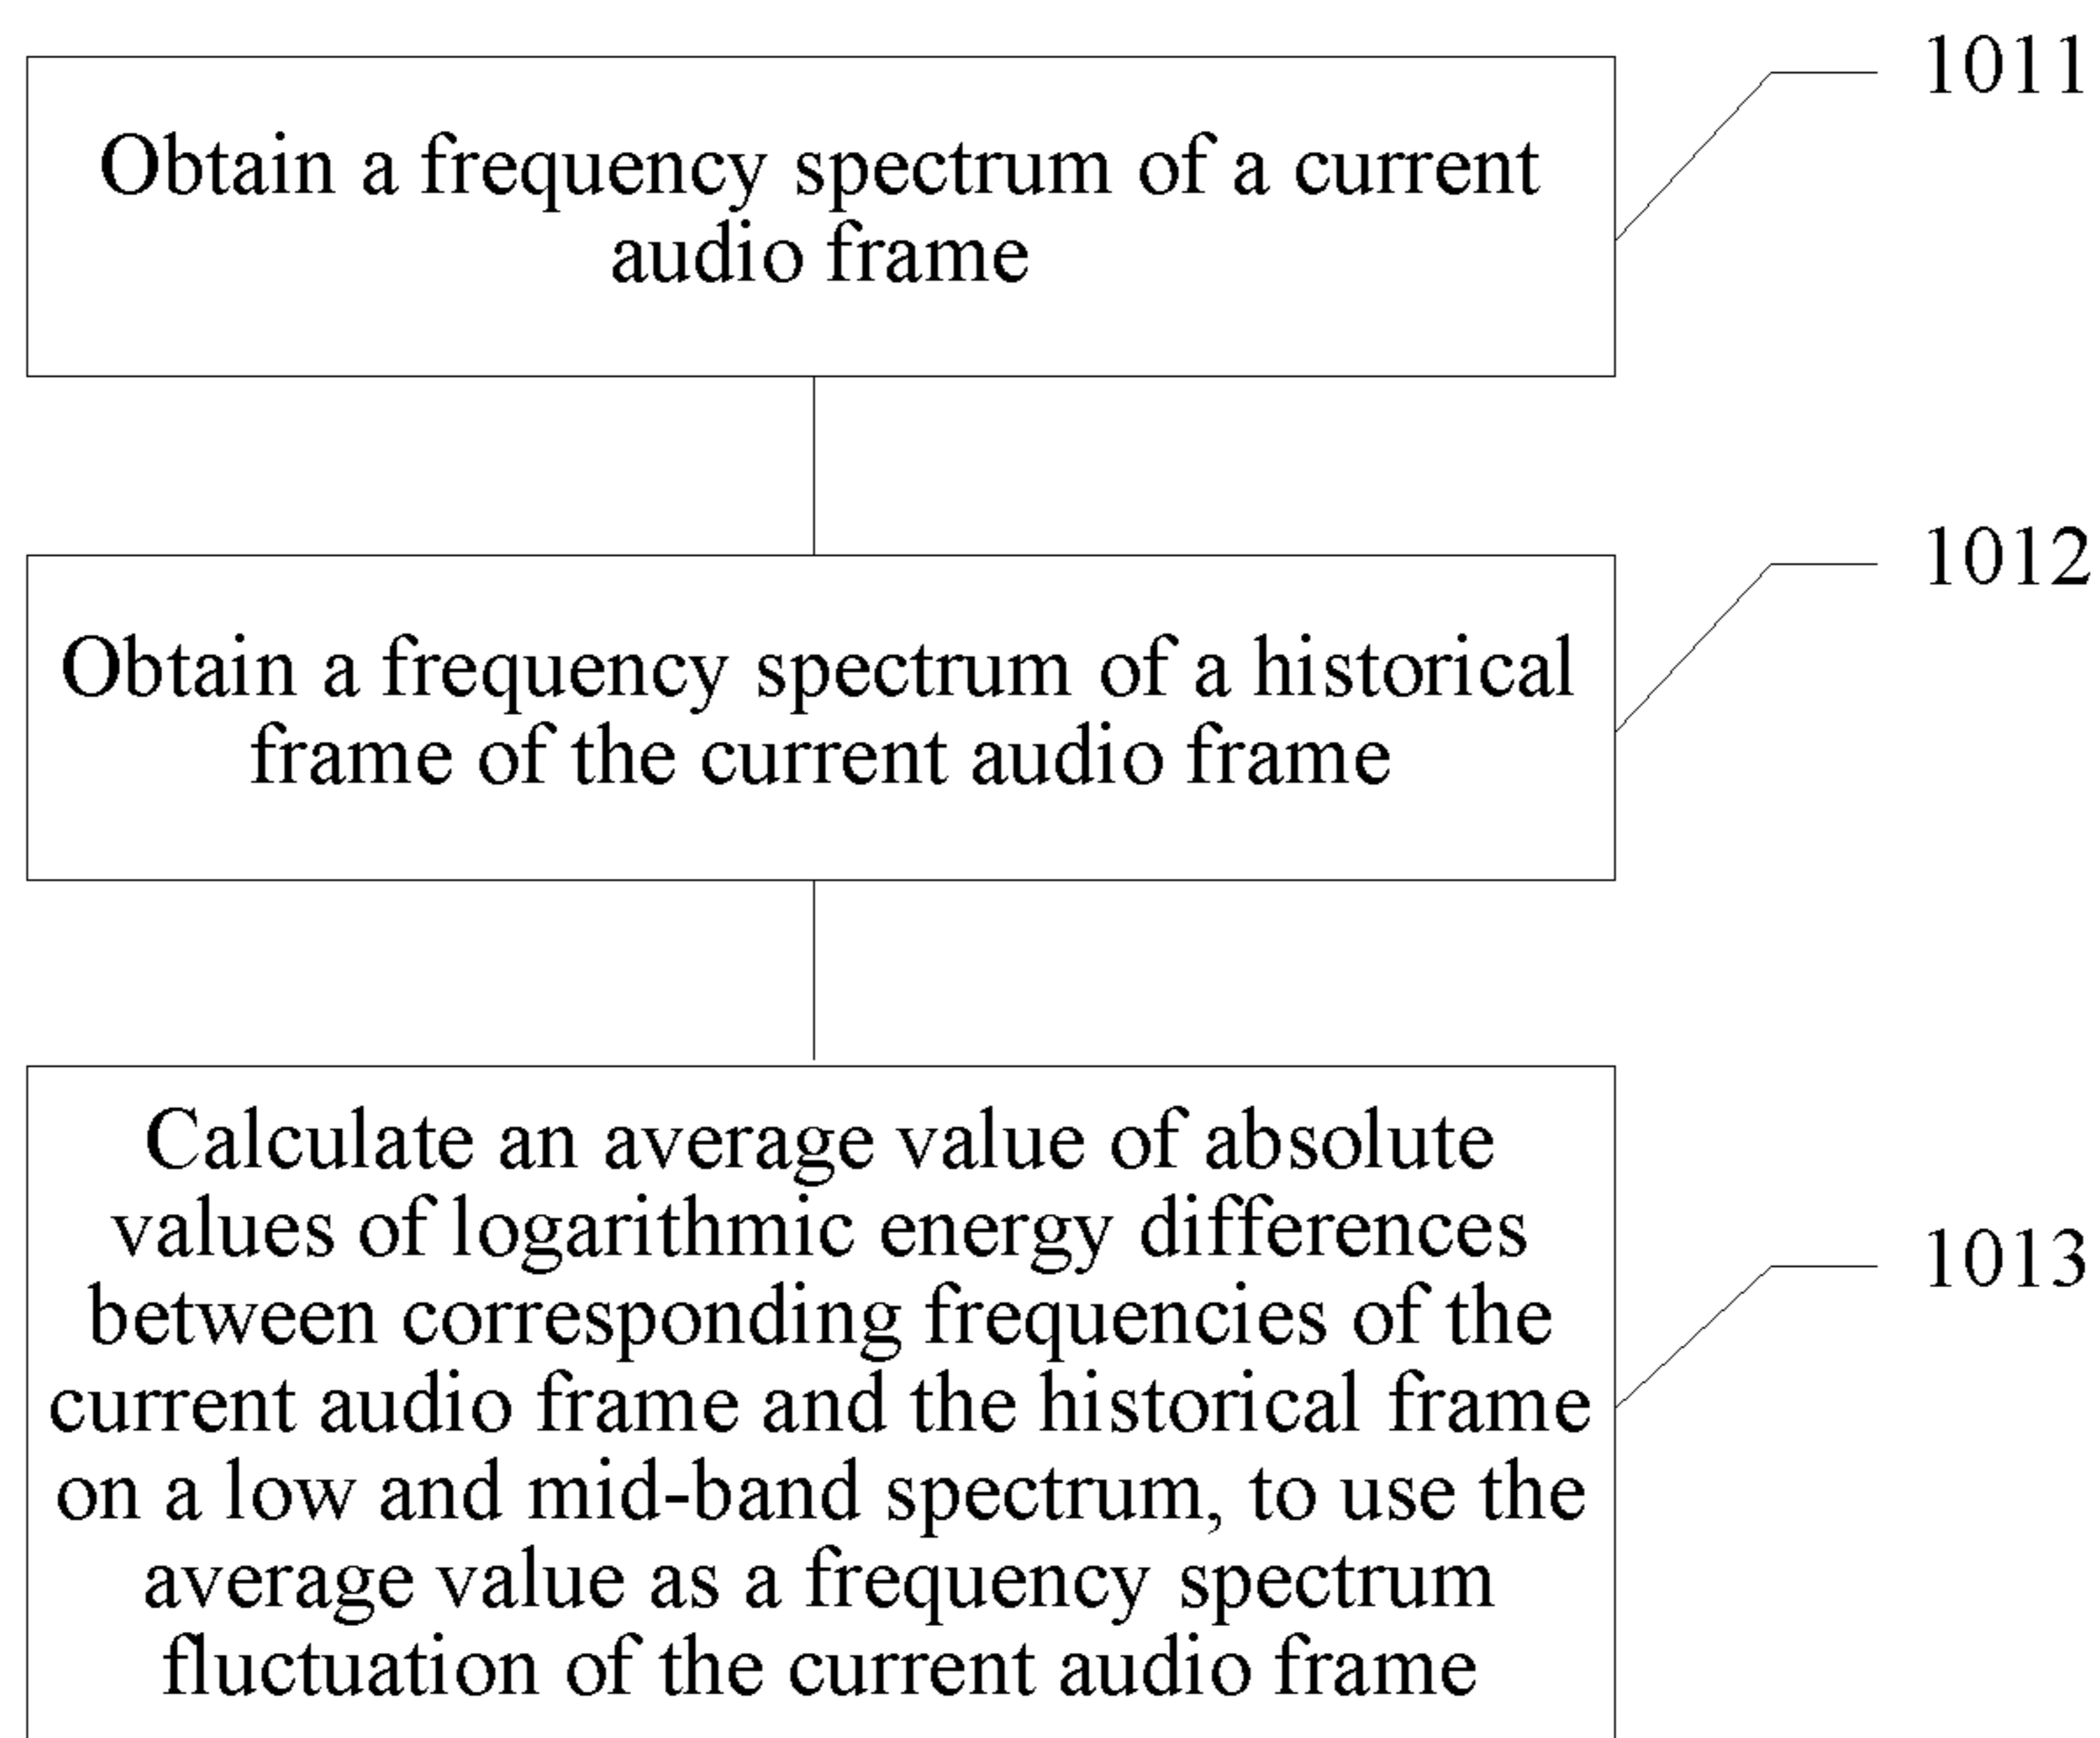 1011
Obtain a frequency spectrum of a current
audio frame
1012
Obtain a frequency spectrum of a historical
frame of the current audio frame
Calculate an average value of absolute
values of logarithmic energy differences
between corresponding frequencies of the
current audio frame and the historical frame
on a low and mid-band spectrum, to use the
average value as a frequency spectrum
fluctuation of the current audio frame
1013